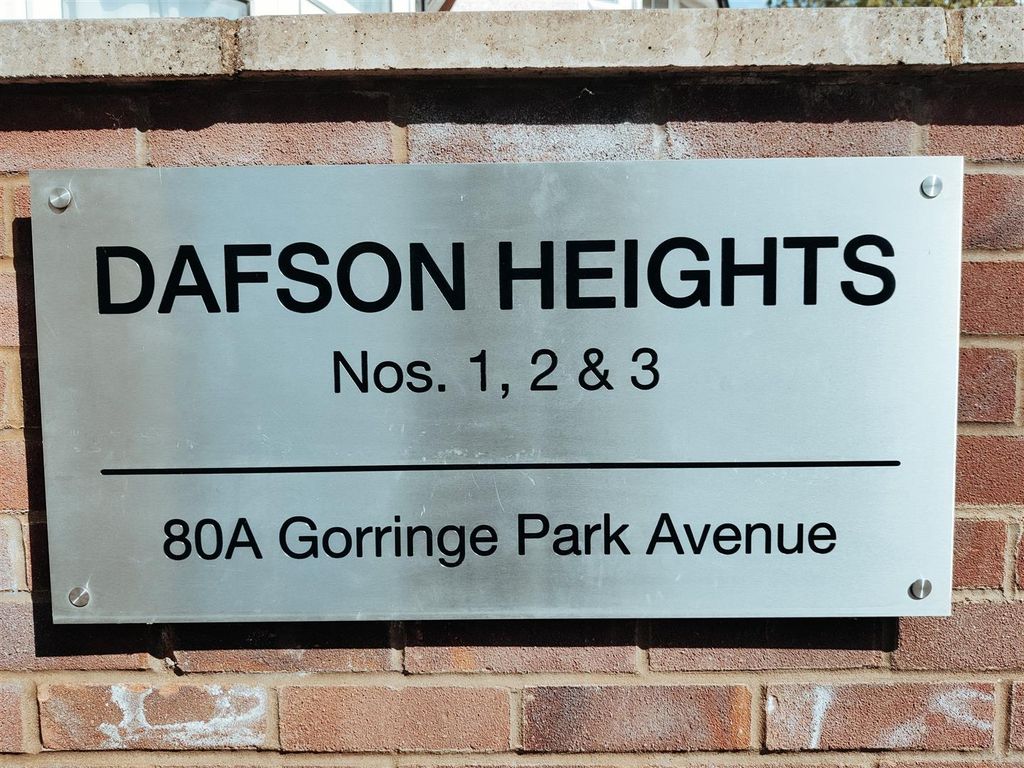 DAFSON HEIGHTS
Nos. 1, 2 & 3
80A Gorringe Park Avenue